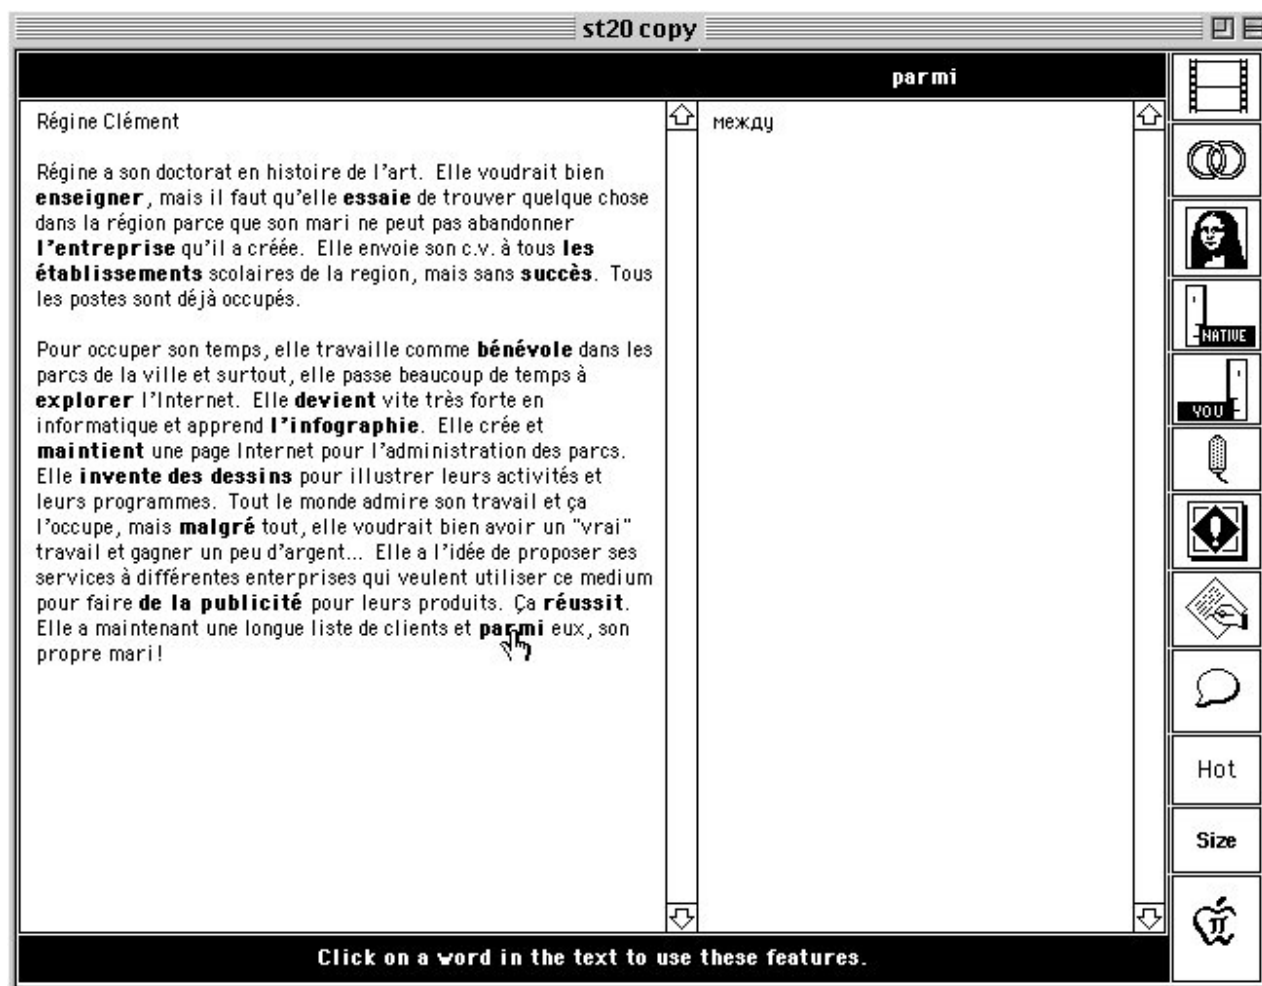 st20 copy
parmi
Régine Clément
Régine a son doctorat en histoire de l'art. Elle voudrait bien
enseigner, mais il faut qu'elle essaie de trouver quelque chose
dans la région parce que son mari ne peut pas abandonner
l'entreprise qu'il a créée. Elle envoie son c.v. à tous les
établissements scolaires de la region, mais sans succès. Tous
les postes sont déjà occupés.
Pour occuper son temps, elle travaille comme bénévole dans les
parcs de la ville et surtout, elle passe beaucoup de temps à
explorer l'Internet. Elle devient vite très forte en
informatique et apprend l'infographie. Elle crée et
maintient une page Internet pour l'administration des parcs.
Elle invente des dessins pour illustrer leurs activités et
leurs programmes. Tout le monde admire son travail et ça
l'occupe, mais malgré tout, elle voudrait bien avoir un "vrai"
travail et gagner un peu d'argent... Elle a l'idée de proposer ses
services à différentes enterprises qui veulent utiliser ce medium
pour faire de la publicité pour leurs produits. Ça réussit.
Elle a maintenant une longue liste de clients et parmi eux, son
propre mari!
между
NATIVE
YOU
Hot
Size
Click on a word in the text to use these features.